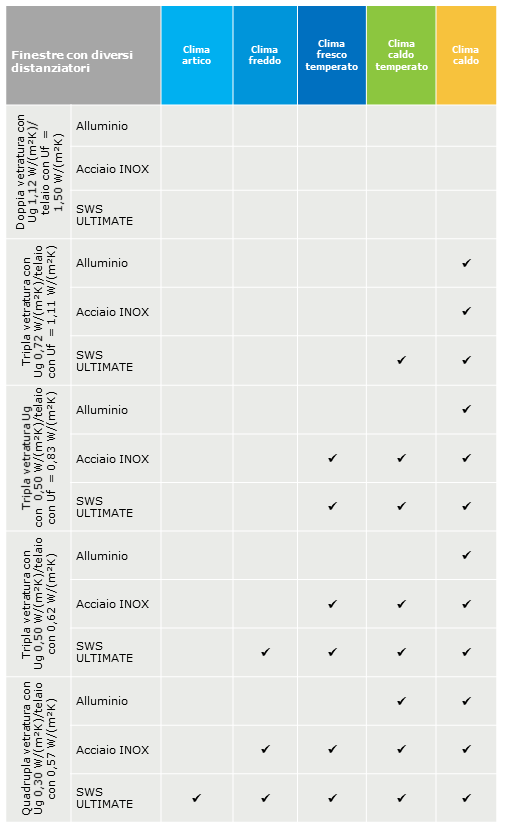 Finestre con diversi
distanziatori
Clima
artico
Clima
freddo
Clima
fresco
temperato
Clima
caldo
temperato
Clima
caldo
Doppia vetratura con
Ug 1,12 W/(m²K)/
telaio con Uf =
1,50 W/(m²K)
Alluminio
Acciaio INOX
SWS
ULTIMATE
Tripla vetratura con
Ug 0,72 W/(m²K)/telaio
con Uf = 1,11 W/(m²K)
Alluminio
✔
Acciaio INOX
✔
SWS
ULTIMATE
✔ ✔
Tripla vetratura Ug
con 0,50 W/(m²K)/telaio
con Uf = 0,83 W/(m²K)
Alluminio
✔
Acciaio INOX
✔ ✔ ✔
SWS
ULTIMATE
✔ ✔ ✔
Tripla vetratura con
Ug 0,50 W/(m²K)/telaio
con 0,62 W/(m²K)
Alluminio
✔
Acciaio INOX
✔ ✔ ✔
SWS
ULTIMATE
✔ ✔ ✔ ✔
Quadrupla vetratura con
Ug 0,30 W/(m²K)/telaio
con 0,57 W/(m²K)
Alluminio
✔ ✔
Acciaio INOX
✔ ✔ ✔ ✔
SWS
ULTIMATE
✔ ✔ ✔ ✔ ✔